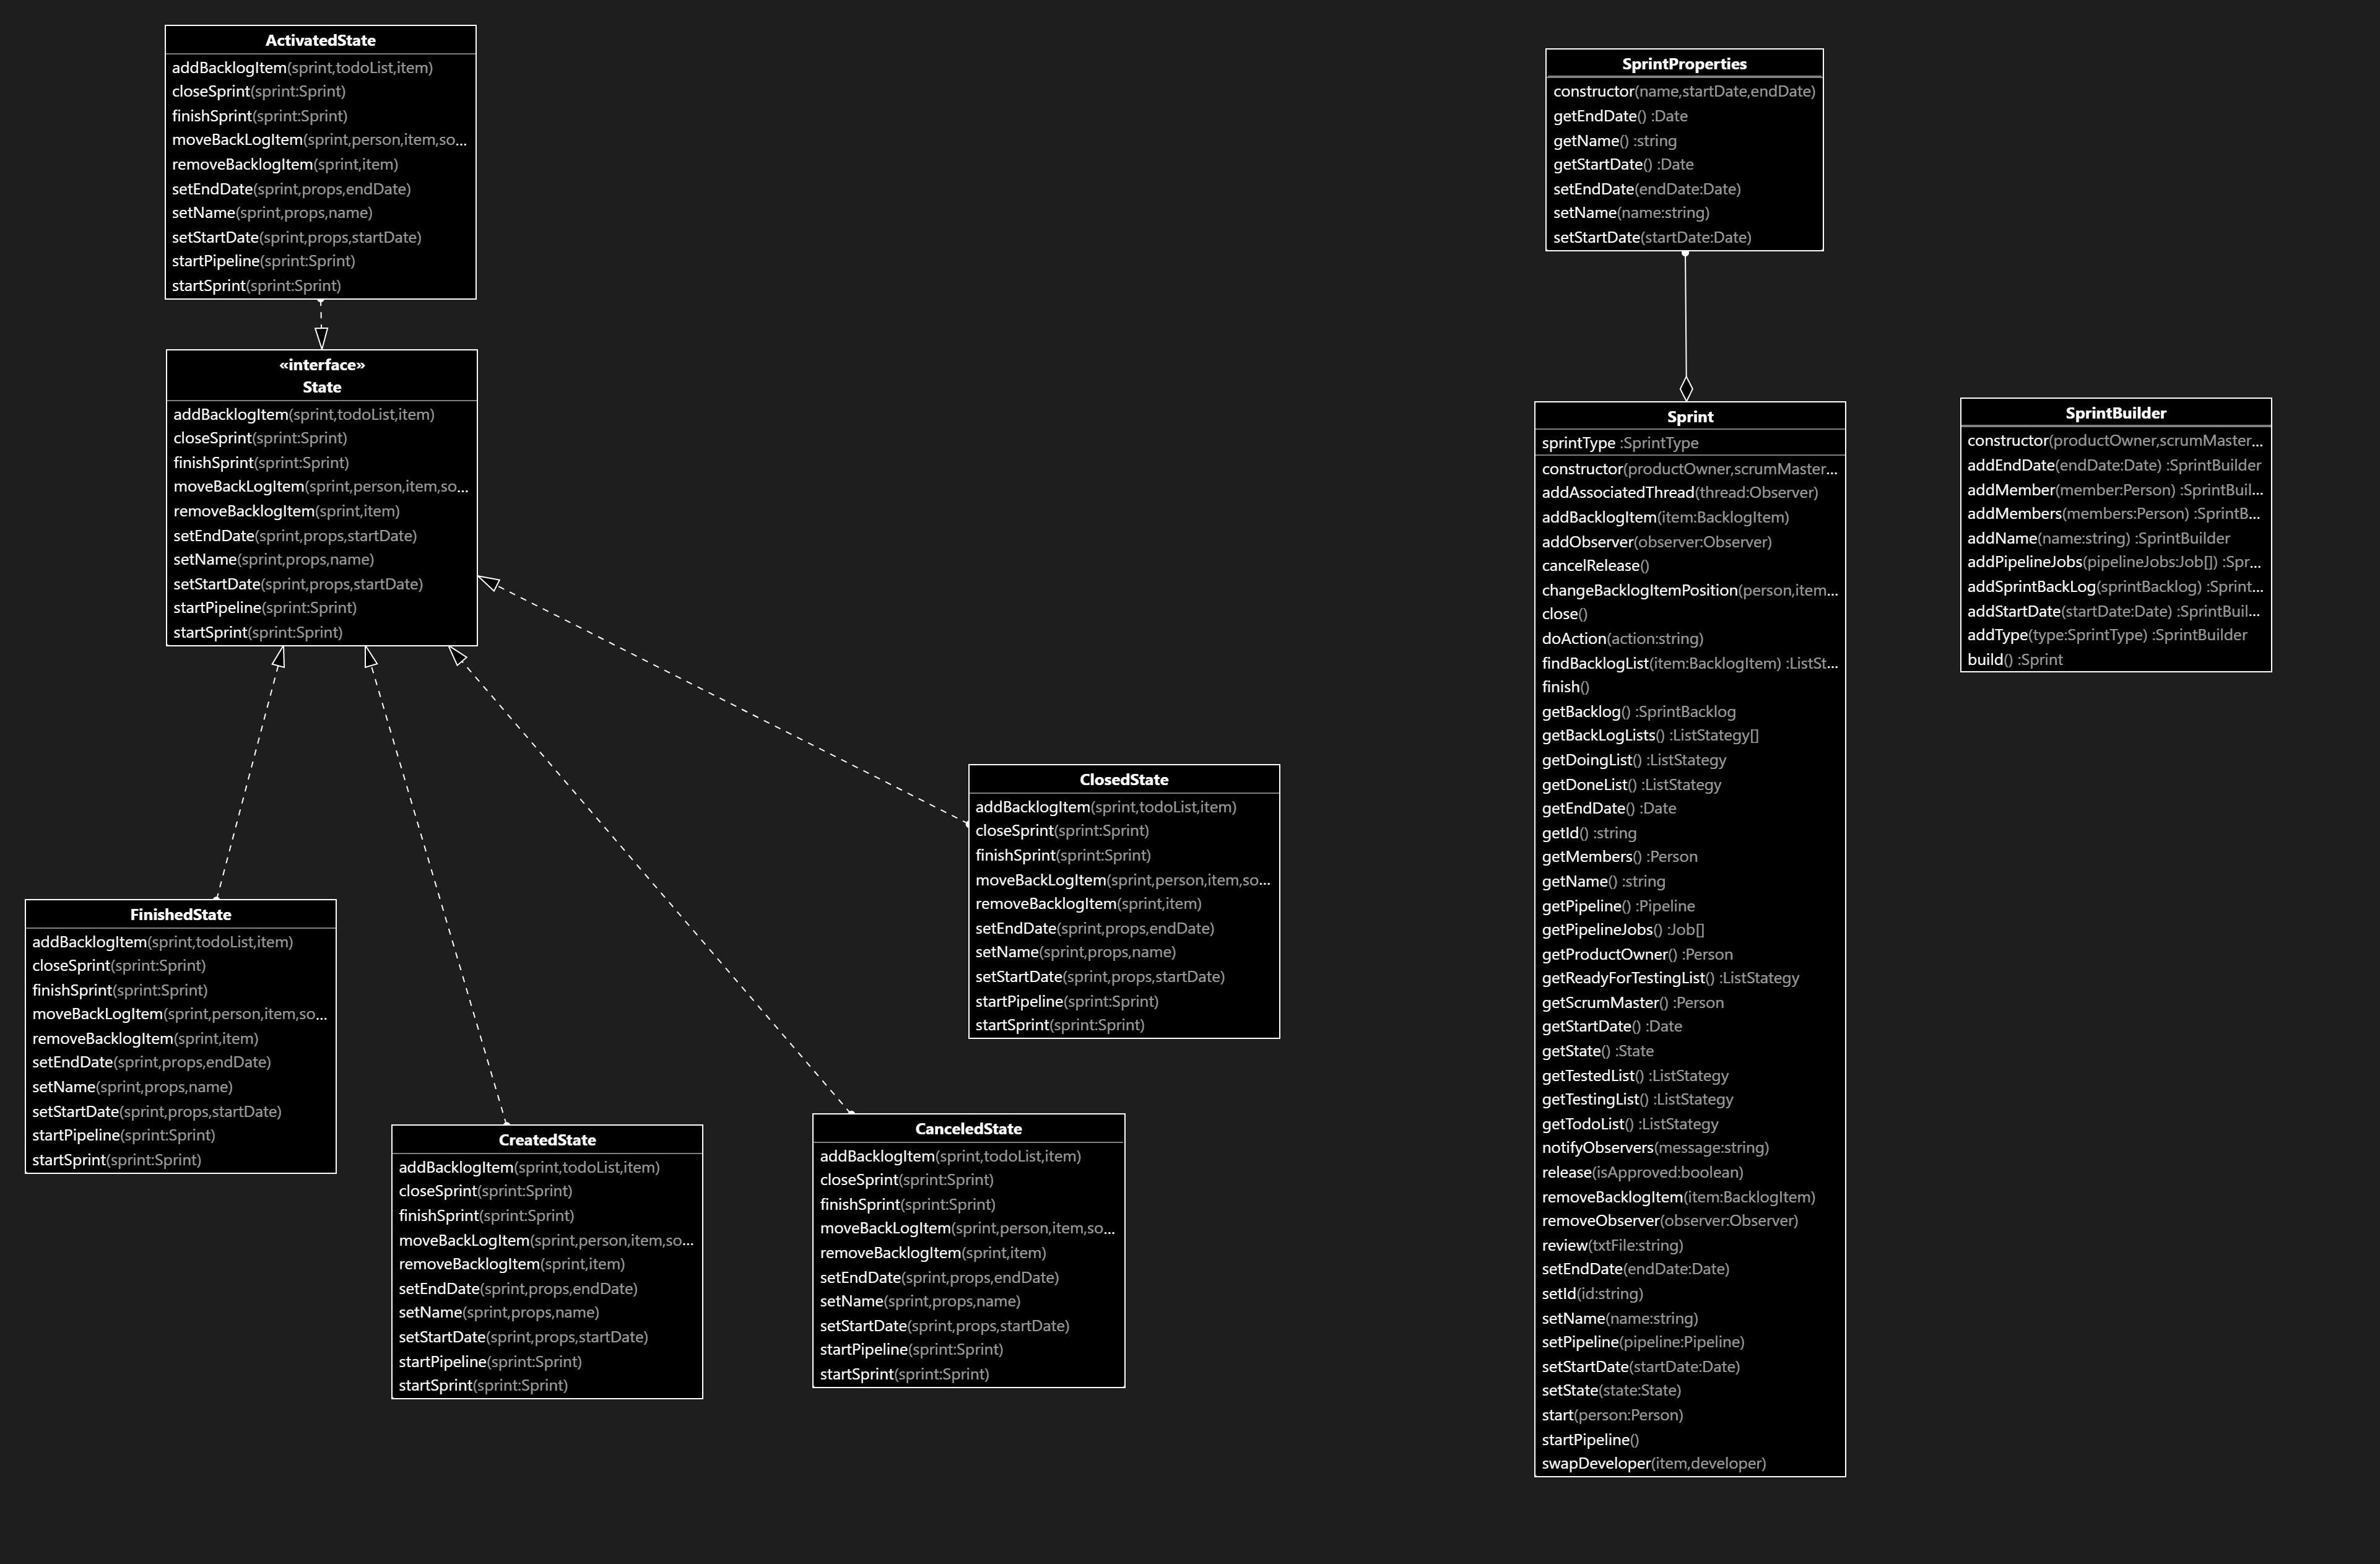 ActivatedState
addBacklogItem(sprint,todoList,item)
closeSprint(sprint:Sprint)
finishSprint(sprint:Sprint)
moveBackLogItem(sprint,person,item,so...
removeBacklogItem(sprint,item)
setEndDate(sprint,props,endDate)
setName(sprint,props,name)
setStartDate(sprint,props,startDate)
startPipeline(sprint:Sprint)
startSprint(sprint:Sprint)
«interface»
State
addBacklogItem(sprint,todoList,item)
closeSprint(sprint:Sprint)
finishSprint(sprint:Sprint)
moveBackLogItem(sprint,person,item,so...
removeBacklogItem(sprint,item)
setEndDate(sprint,props,startDate)
setName(sprint,props,name)
setStartDate(sprint,props,startDate)
startPipeline(sprint:Sprint)
startSprint(sprint:Sprint)
FinishedState
addBacklogItem(sprint,todoList,item)
closeSprint(sprint:Sprint)
finishSprint(sprint:Sprint)
moveBackLogItem(sprint,person,item,so...
removeBacklogItem(sprint,item)
setEndDate(sprint,props,endDate)
setName(sprint,props,name)
setStartDate(sprint,props,startDate)
startPipeline(sprint:Sprint)
startSprint(sprint:Sprint)
CreatedState
addBacklogItem(sprint,todoList,item)
closeSprint(sprint:Sprint)
finishSprint(sprint:Sprint)
moveBackLogItem(sprint,person,item,so...
removeBacklogItem(sprint,item)
setEndDate(sprint,props,endDate)
setName(sprint,props,name)
setStartDate(sprint,props,startDate)
startPipeline(sprint:Sprint)
startSprint(sprint:Sprint)
CanceledState
addBacklogItem(sprint,todoList,item)
closeSprint(sprint:Sprint)
finishSprint(sprint:Sprint)
moveBackLogItem(sprint,person,item,so...
removeBacklogItem(sprint,item)
setEndDate(sprint,props,endDate)
setName(sprint,props,name)
setStartDate(sprint,props,startDate)
startPipeline(sprint:Sprint)
startSprint(sprint:Sprint)
ClosedState
addBacklogItem(sprint,todoList,item)
closeSprint(sprint:Sprint)
finishSprint(sprint:Sprint)
moveBackLogItem(sprint,person,item,so...
removeBacklogItem(sprint,item)
setEndDate(sprint,props,endDate)
setName(sprint,props,name)
setStartDate(sprint,props,startDate)
startPipeline(sprint:Sprint)
startSprint(sprint:Sprint)
SprintProperties
constructor(name,startDate,endDate)
getEndDate() :Date
getName() :string
getStartDate() :Date
setEndDate(endDate:Date)
setName(name:string)
setStartDate(startDate:Date)
Sprint
sprintType :SprintType
constructor(productOwner,scrumMaster...
addAssociatedThread(thread:Observer)
addBacklogItem(item:BacklogItem)
addObserver(observer:Observer)
cancelRelease()
changeBacklogItemPosition(person,item...
close()
doAction(action:string)
findBacklogList(item:BacklogItem) :ListSt...
finish()
getBacklog() :SprintBacklog
getBackLogLists() :ListStategy[]
getDoingList() :ListStategy
getDoneList() :ListStategy
getEndDate() :Date
getId() :string
getMembers() :Person
getName() :string
getPipeline() :Pipeline
getPipelineJobs() :Job[]
getProductOwner() :Person
getReadyForTestingList() :ListStategy
getScrumMaster() :Person
getStartDate() :Date
getState() :State
getTestedList() :ListStategy
getTestingList() :ListStategy
getTodoList() :ListStategy
notifyObservers(message:string)
release(isApproved:boolean)
removeBacklogItem(item:BacklogItem)
removeObserver(observer:Observer)
review(txtFile:string)
setEndDate(endDate:Date)
setId(id:string)
setName(name:string)
setPipeline(pipeline:Pipeline)
setStartDate(startDate:Date)
setState(state:State)
start(person:Person)
startPipeline()
swapDeveloper(item,developer)
SprintBuilder
constructor(productOwner,scrumMaster...
addEndDate(endDate:Date) :SprintBuilder
addMember(member:Person) :SprintBuil...
addMembers(members:Person) :SprintB...
addName(name:string) :SprintBuilder
addPipelineJobs(pipelineJobs:Job[]) :Spr...
addSprintBackLog(sprintBacklog) :Sprint...
addStartDate(startDate:Date) :SprintBuil...
addType(type:SprintType) :SprintBuilder
build() :Sprint